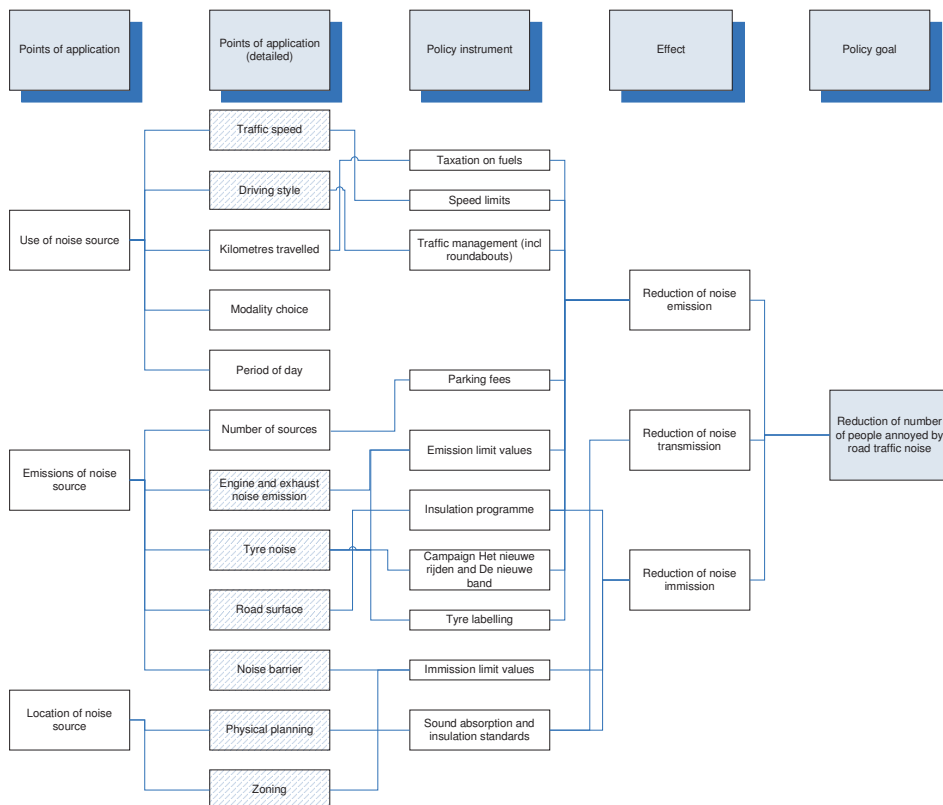 Points of application
Points of application
(detailed)
Policy instrument
Effect
Policy goal
Use of noise source
Emissions of noise
source
Location of noise
source
Traffic speed
Driving style
Kilometres travelled
Modality choice
Period of day
Number of sources
Engine and exhaust
noise emission
Tyre noise
Road surface
Noise barrier
Physical planning
Zoning
Taxation on fuels
Speed limits
Traffic management (incl
roundabouts)
Parking fees
Emission limit values
Insulation programme
Campaign Het nieuwe
rijden and De nieuwe
band
Tyre labelling
Immission limit values
Sound absorption and
insulation standards
Reduction of noise
emission
Reduction of noise
transmission
Reduction of noise
immission
Reduction of number
of people annoyed by
road traffic noise